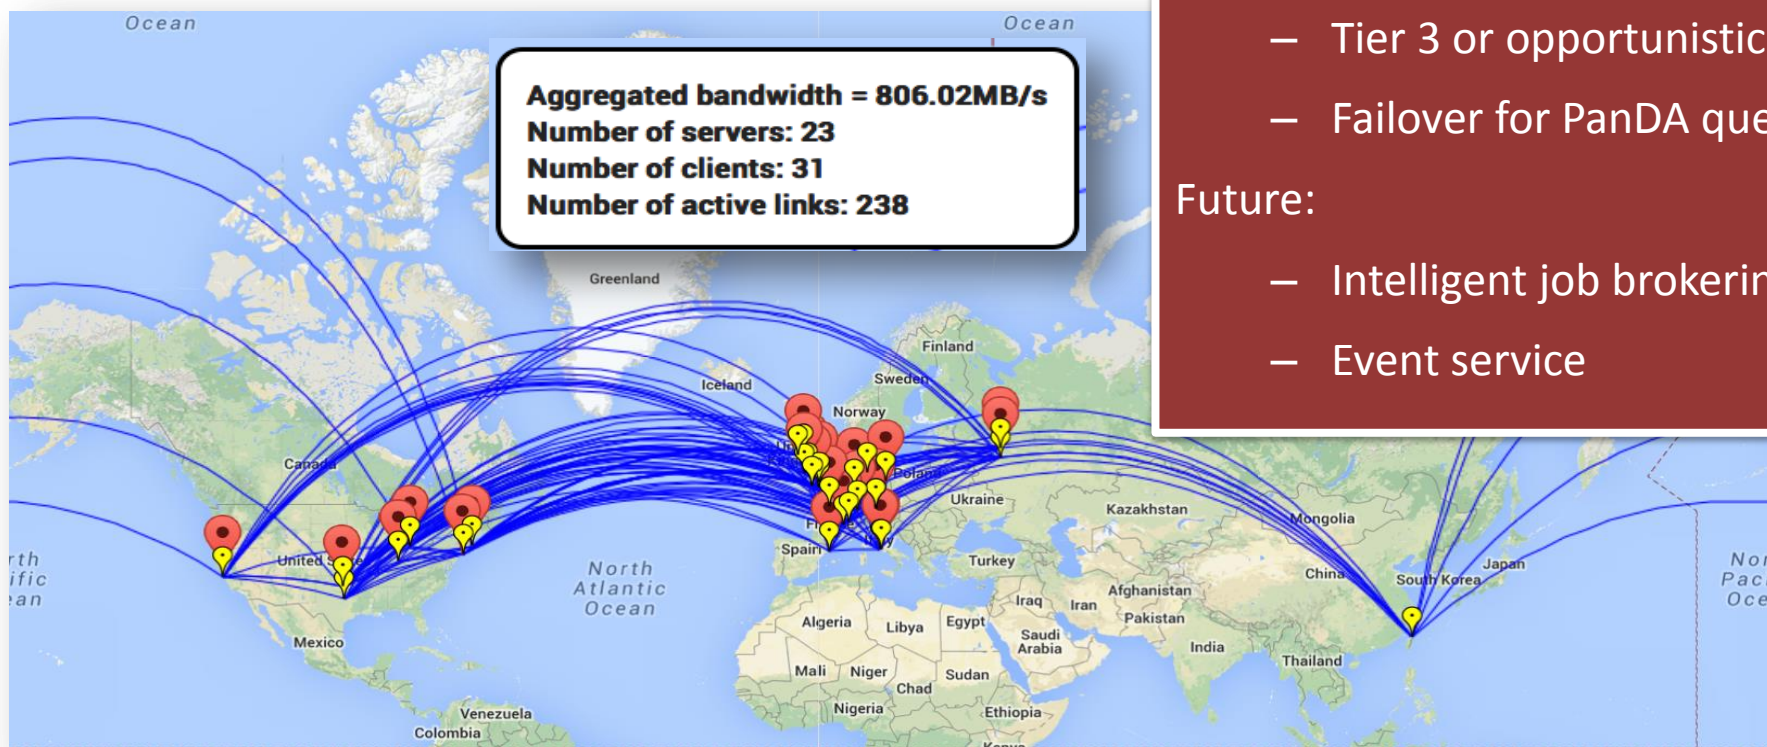 Ocean
Ocean
Aggregated bandwidth = 806.02MB/s
Number of servers: 23
Number of clients: 31
Number of active links: 238
– Tier 3 or opportunistic
– Failover for PanDA que
Future:
– Intelligent job brokerin
– Event service
Greenland
Iceland
Finland
Sweden
Norway
Canada
Poland
Ukraine
Kazakhstan
Mongolia
United
Spain
Turkey
North
Atlantic
Ocean
rth
ific
ean
China
South Korea
Japan
Nor
Paci
Oce
Mexico
Algeria
Libya
Egypt
Iraq
Iran
Afghanistan
Pakistan
Saudi
Arabia
India
Thailand
Mali
Niger
Chad
Sudan
Nigeria
Ethiopia
Venezuela
Colombia
Kenya